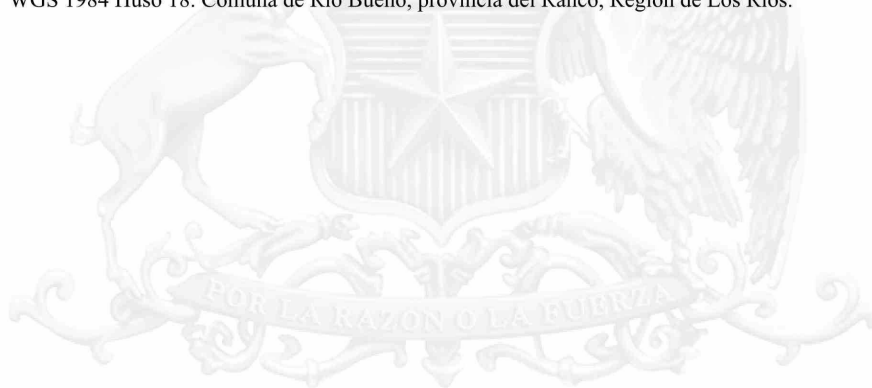 WGS 1984 Huso 18. Comuna de Río Bueno, provincia del Ranco, Región de Los Ríos.
POR LA RAZÓN O LA FUERZA